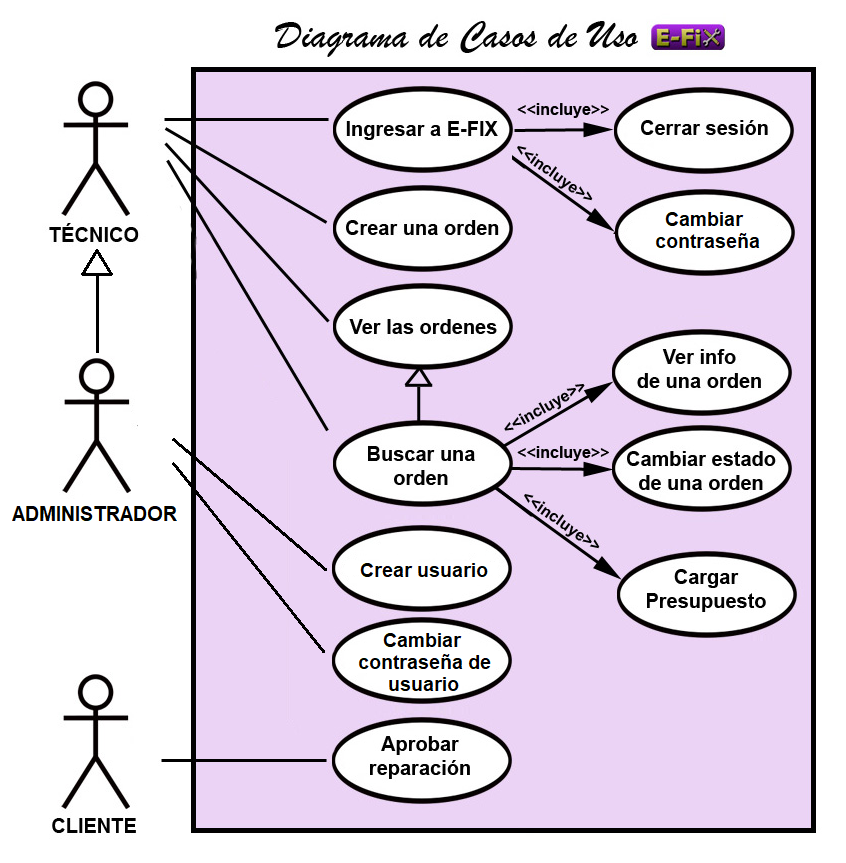 Diagrama de Casos de Uso E-Fix
TÉCNICO
ADMINISTRADOR
CLIENTE
Ingresar a E-FIX
<<incluye>>
Cerrar sesión
<<incluye>>
Cambiar
contraseña
Crear una orden
Ver las ordenes
Buscar una
orden
<<incluye>>
Ver info
de una orden
<<incluye>>
Cambiar estado
de una orden
<<incluye>>
Cargar
Presupuesto
Crear usuario
Cambiar
contraseña de
usuario
Aprobar
reparación